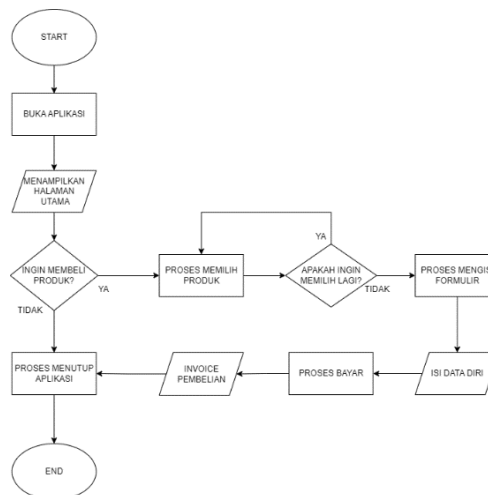 START
BUKA APLIKASI
MENAMPILKAN
HALAMAN
UTAMA
INGIN MEMBELI
PRODUK?
YA
TIDAK
PROSES MEMILIH
PRODUK
YA
APAKAH INGIN
MEMILIH LAGI?
TIDAK
PROSES MENGIS
FORMULIR
ISI DATA DIRI
PROSES BAYAR
INVOICE
PEMBELIAN
PROSES MENUTUP
APLIKASI
END